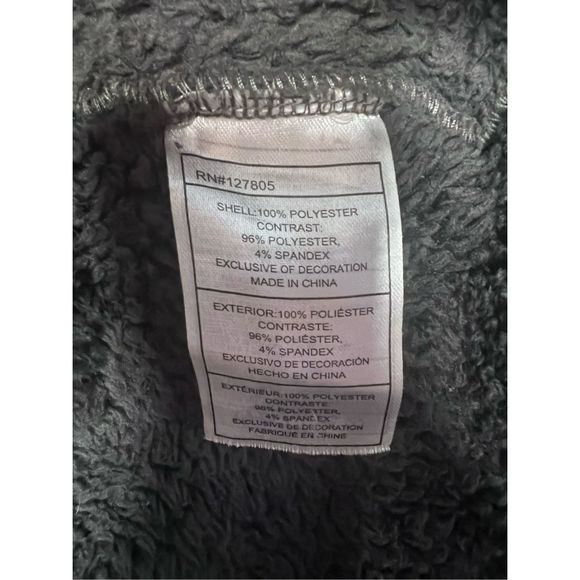 RN#127805
SHELL:100% POLYESTER
CONTRAST:
96% POLYESTER,
4% SPANDEX
EXCLUSIVE OF DECORATION
MADE IN CHINA
EXTERIOR:100% POLIÉSTER
CONTRASTE:
96% POLIÉSTER,
4% SPANDEX
EXCLUSIVO DE DECORACIÓN
HECHO EN CHINA
EXTÉRIEUR:100% POLYESTER
CONTRASTE:
96% POLYESTER,
4% SPANDEX
EXCLUSIVE DE DÉCORATION
FABRIQUÉ EN CHINE